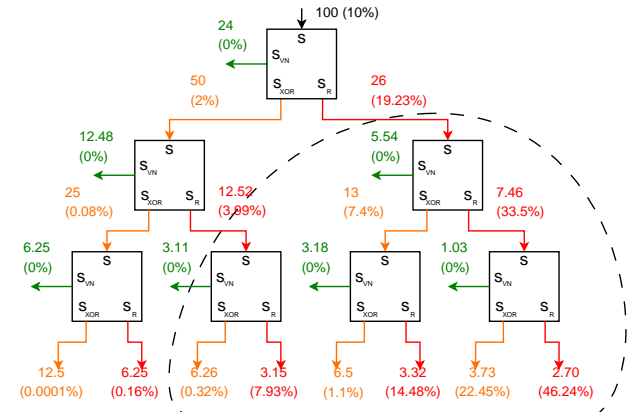 100 (10%)
24
(0%)
S
S_VN
S_XOR S_R
50
(2%)
26
(19.23%)
12.48
(0%)
S
S_VN
S_XOR S_R
5.54
(0%)
S
S_VN
S_XOR S_R
25
(0.08%)
12.52
(3.99%)
13
(7.4%)
7.46
(33.5%)
6.25
(0%)
S
S_VN
S_XOR S_R
3.11
(0%)
S
S_VN
S_XOR S_R
3.18
(0%)
S
S_VN
S_XOR S_R
1.03
(0%)
S
S_VN
S_XOR S_R
12.5
(0.0001%)
6.25
(0.16%)
6.26
(0.32%)
3.15
(7.93%)
6.5
(1.1%)
3.32
(14.48%)
3.73
(22.45%)
2.70
(46.24%)